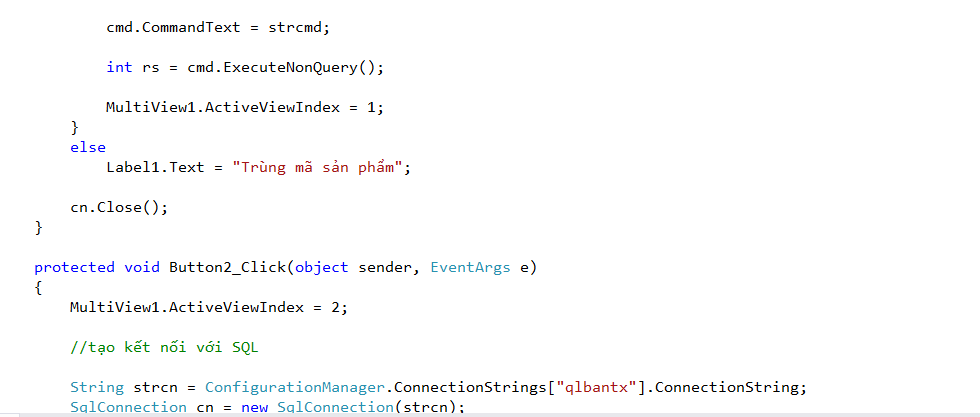 cmd.CommandText = strcmd;
int rs = cmd.ExecuteNonQuery();
MultiView1.ActiveViewIndex = 1;
}
else
Label1.Text = "Trùng mã sản phẩm";
cn.Close();
}
protected void Button2_Click(object sender, EventArgs e)
{
MultiView1.ActiveViewIndex = 2;
//tạo kết nối với SQL
String strcn = ConfigurationManager.ConnectionStrings["qlbantx"].ConnectionString;
SqlConnection cn = new SqlConnection(strcn);